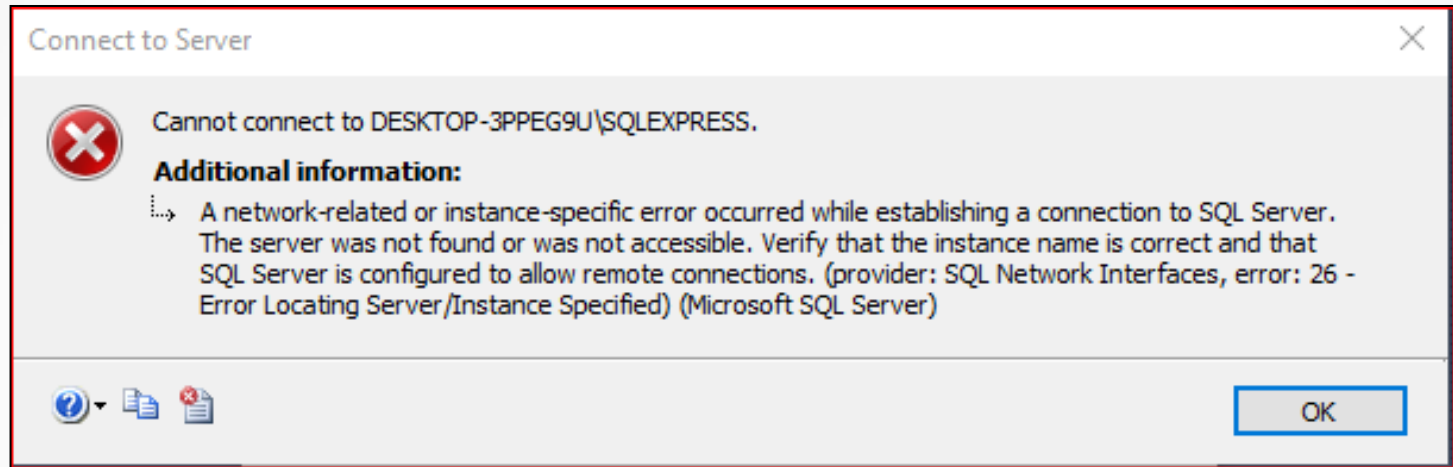 Connect to Server
Cannot connect to DESKTOP-3PPEG9U\SQLEXPRESS.
Additional information:
A network-related or instance-specific error occurred while establishing a connection to SQL Server.
The server was not found or was not accessible. Verify that the instance name is correct and that
SQL Server is configured to allow remote connections. (provider: SQL Network Interfaces, error: 26 -
Error Locating Server/Instance Specified) (Microsoft SQL Server)
OK